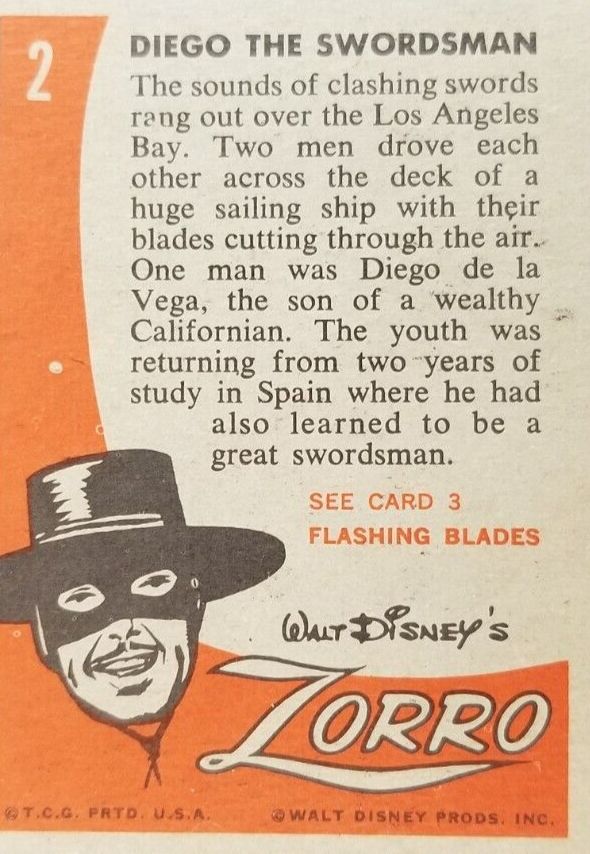 2
DIEGO THE SWORDSMAN
The sounds of clashing swords
rang out over the Los Angeles
Bay. Two men drove each
other across the deck of a
huge sailing ship with their
blades cutting through the air.
One man was Diego de la
Vega, the son of a wealthy
Californian. The youth was
returning from two years of
study in Spain where he had
also learned to be a
great swordsman.
SEE CARD 3
FLASHING BLADES
WALT DISNEY'S
ZORRO
© T.C.G. PRTD. U.S.A.
© WALT DISNEY PRODS. INC.